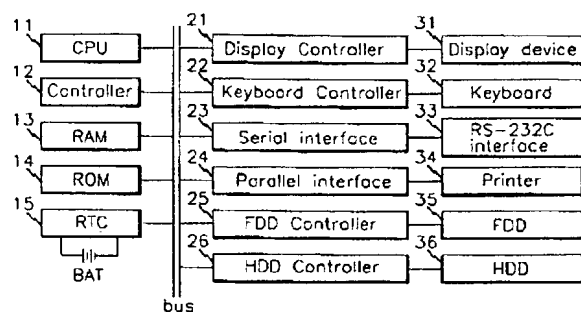 11 21 31
CPU Display Controller Display device
12 22 32
Controller Keyboard Controller Keyboard
13 23 33
RAM Serial interface RS-232C
interface
14 24 34
ROM Parallel interface Printer
15 25 35
RTC FDD Controller FDD
26 36
BAT HDD Controller HDD
bus